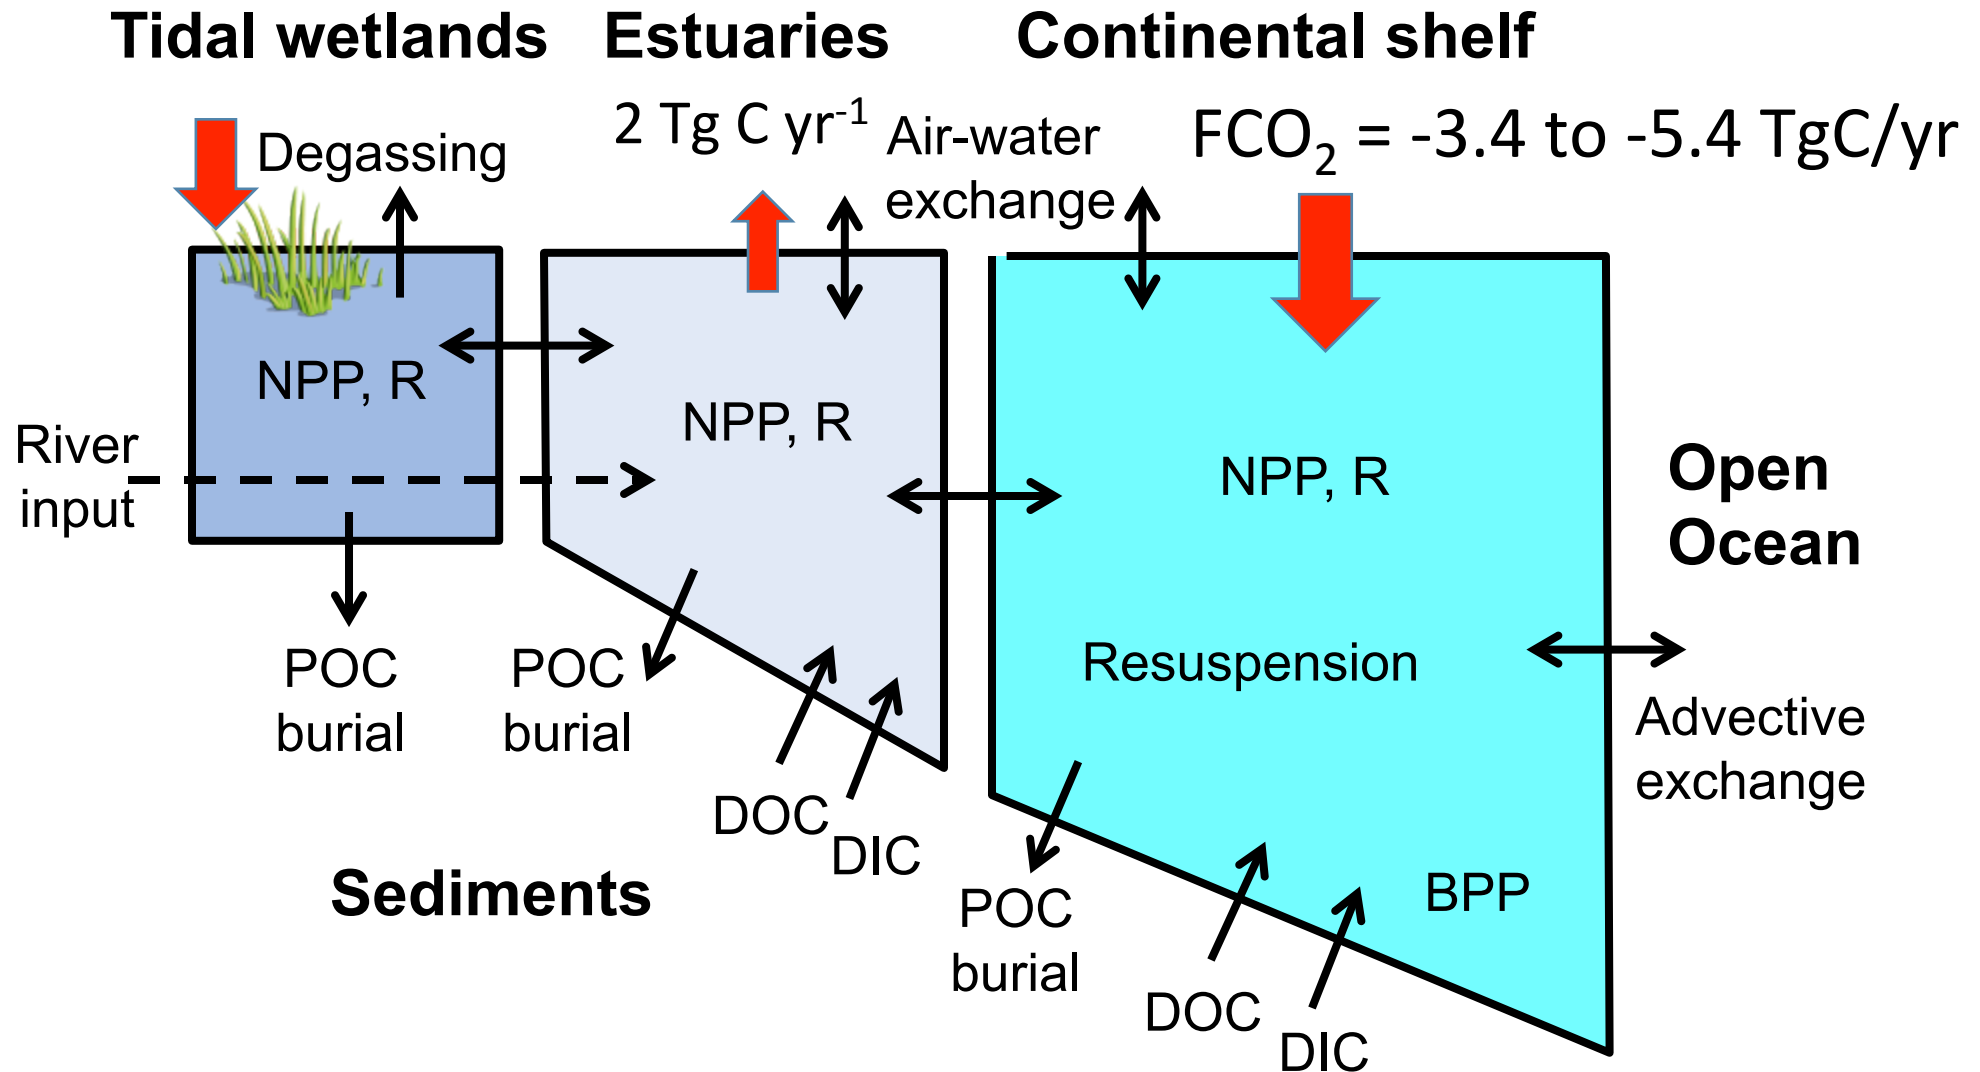 Tidal wetlands
Estuaries
Continental shelf
2 Tg C yr⁻¹
FCO₂ = -3.4 to -5.4 TgC/yr
Degassing
Air-water
exchange
NPP, R
NPP, R
NPP, R
River
input
Open
Ocean
Resuspension
POC
burial
POC
burial
Advective
exchange
DOC
DIC
Sediments
POC
burial
BPP
DOC
DIC